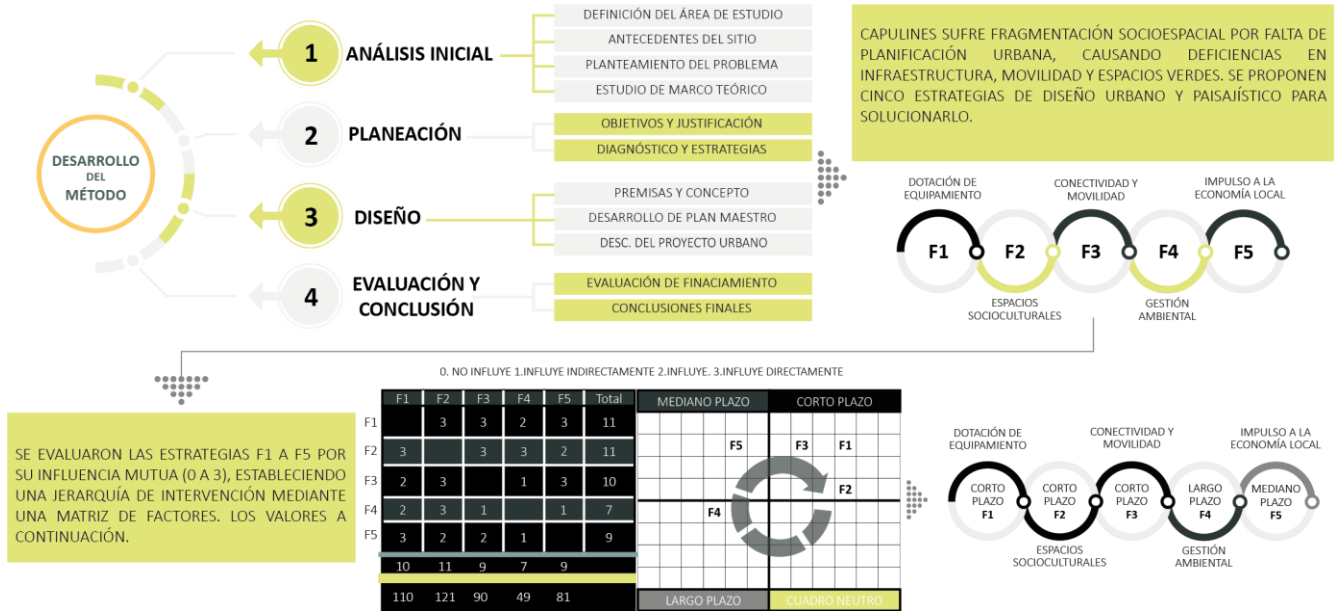 DESARROLLO
DEL
MÉTODO
1
ANÁLISIS INICIAL
DEFINICIÓN DEL ÁREA DE ESTUDIO
ANTECEDENTES DEL SITIO
PLANTEAMIENTO DEL PROBLEMA
ESTUDIO DE MARCO TEÓRICO
2
PLANEACIÓN
OBJETIVOS Y JUSTIFICACIÓN
DIAGNÓSTICO Y ESTRATEGIAS
3
DISEÑO
PREMISAS Y CONCEPTO
DESARROLLO DE PLAN MAESTRO
DESC. DEL PROYECTO URBANO
4
EVALUACIÓN Y
CONCLUSIÓN
EVALUACIÓN DE FINACIAMIENTO
CONCLUSIONES FINALES
CAPULINES SUFRE FRAGMENTACIÓN SOCIOESPACIAL POR FALTA DE
PLANIFICACIÓN URBANA, CAUSANDO DEFICIENCIAS EN
INFRAESTRUCTURA, MOVILIDAD Y ESPACIOS VERDES. SE PROPONEN
CINCO ESTRATEGIAS DE DISEÑO URBANO Y PAISAJÍSTICO PARA
SOLUCIONARLO.
DOTACIÓN DE
EQUIPAMIENTO
CONECTIVIDAD Y
MOVILIDAD
IMPULSO A LA
ECONOMÍA LOCAL
F1 F2 F3 F4 F5
ESPACIOS
SOCIOCULTURALES
GESTIÓN
AMBIENTAL
SE EVALUARON LAS ESTRATEGIAS F1 A F5 POR
SU INFLUENCIA MUTUA (0 A 3), ESTABLECIENDO
UNA JERARQUÍA DE INTERVENCIÓN MEDIANTE
UNA MATRIZ DE FACTORES. LOS VALORES A
CONTINUACIÓN.
0. NO INFLUYE 1.INFLUYE INDIRECTAMENTE 2.INFLUYE. 3.INFLUYE DIRECTAMENTE
F1 F2 F3 F4 F5 Total
F1 3 3 2 3 11
F2 3 3 3 2 11
F3 2 3 1 3 10
F4 2 3 1 1 7
F5 3 2 2 1 9
10 11 9 7 9
110 121 90 49 81
MEDIANO PLAZO CORTO PLAZO
F5 F3 F1
F2
F4
LARGO PLAZO CUADRO NEUTRO
DOTACIÓN DE
EQUIPAMIENTO
CONECTIVIDAD Y
MOVILIDAD
IMPULSO A LA
ECONOMÍA LOCAL
CORTO
PLAZO
F1
CORTO
PLAZO
F2
CORTO
PLAZO
F3
LARGO
PLAZO
F4
MEDIANO
PLAZO
F5
ESPACIOS
SOCIOCULTURALES
GESTIÓN
AMBIENTAL